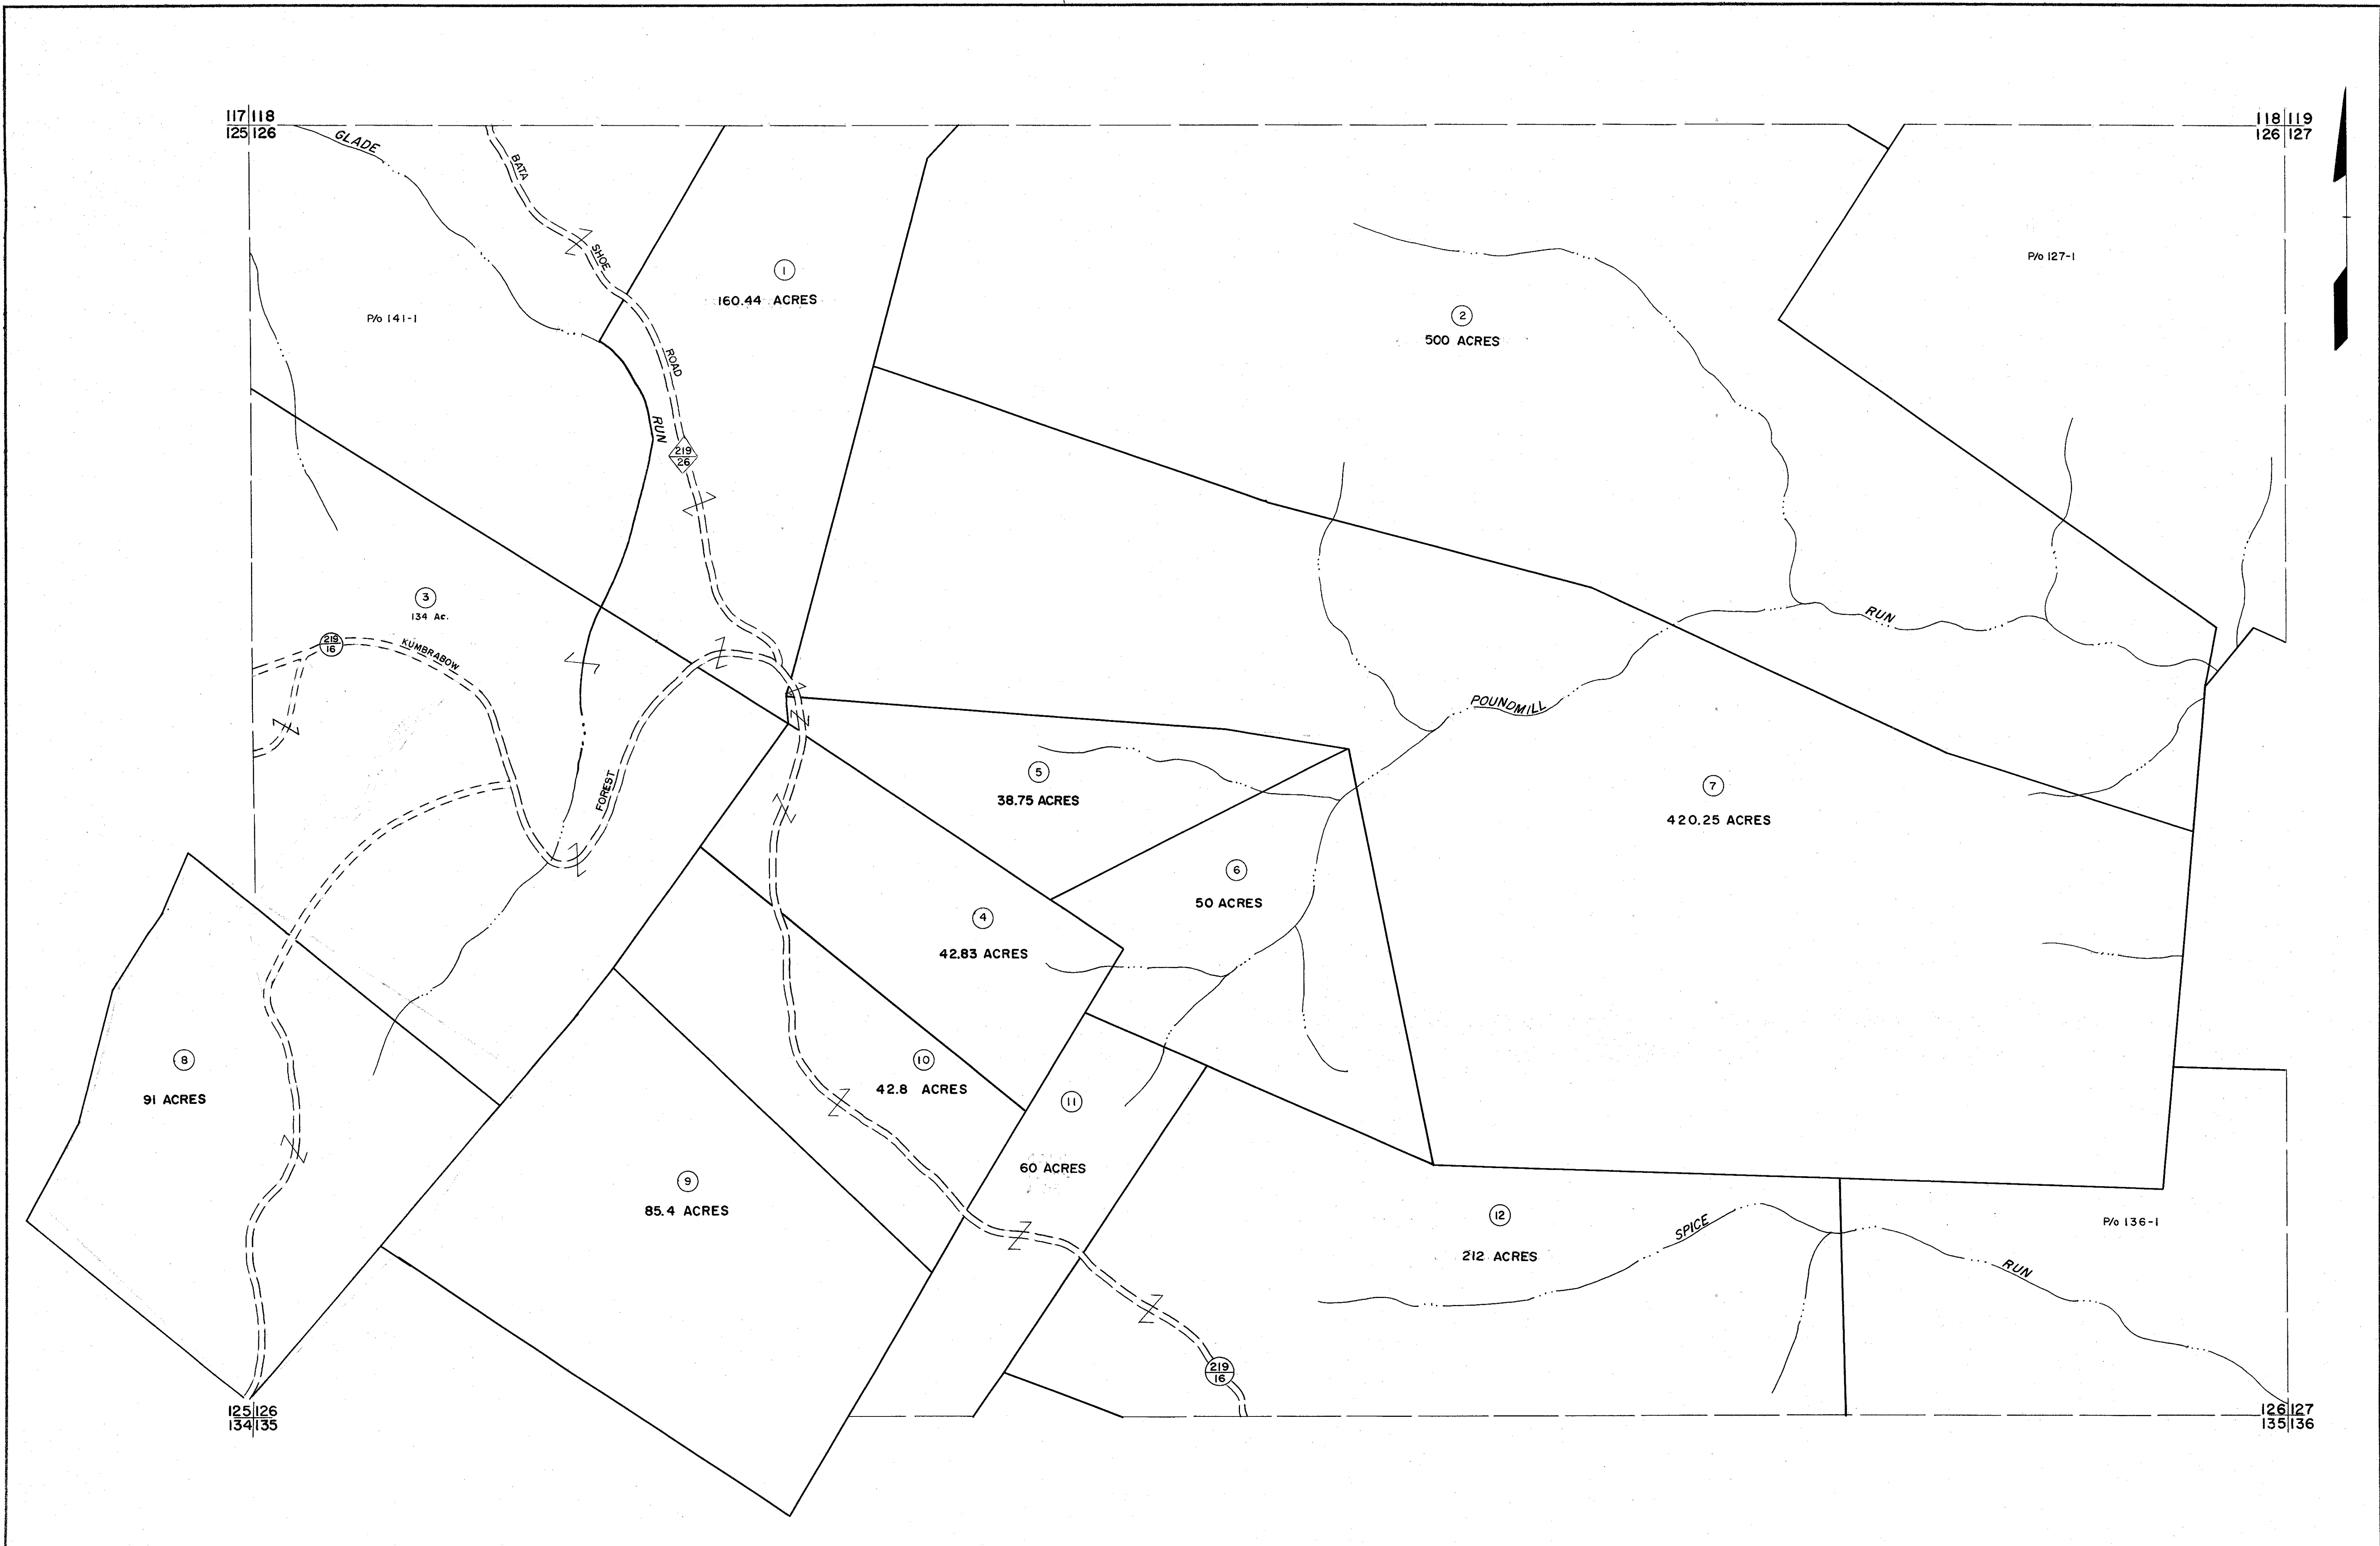 117 118
125 126
118 119
126 127
GLADE
BATA
SHOE
ROAD
RUN
P/o 141-1
1
160.44 ACRES
2
500 ACRES
P/o 127-1
219
26
3
134 Ac.
219
16
KUMBRABOW
FOREST
RUN
POUNDMILL
5
38.75 ACRES
7
420.25 ACRES
6
50 ACRES
4
42.83 ACRES
8
91 ACRES
10
42.8 ACRES
11
60 ACRES
9
85.4 ACRES
12
212 ACRES
SPICE
RUN
P/o 136-1
219
16
125 126
134 135
126 127
135 136